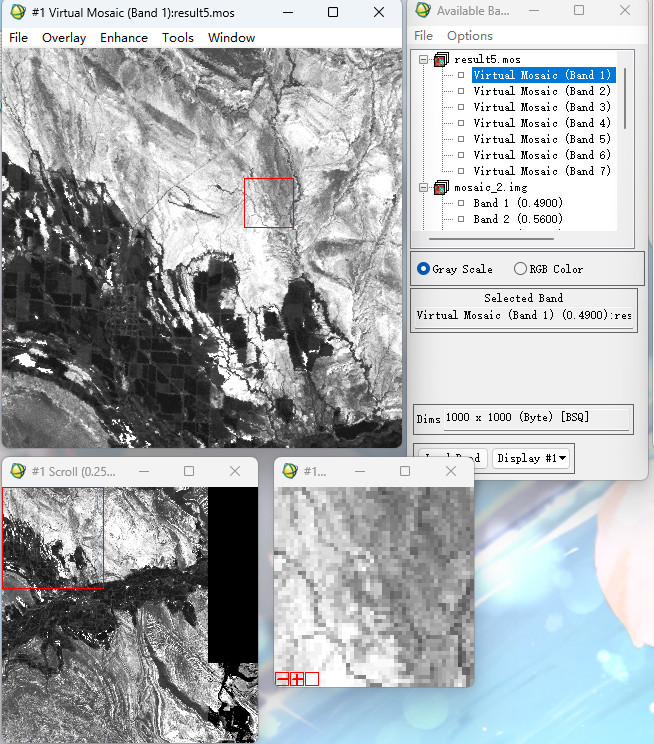 #1 Virtual Mosaic (Band 1):result5.mos
File Overlay Enhance Tools Window
Available Ba...
File Options
result5.mos
Virtual Mosaic (Band 1)
Virtual Mosaic (Band 2)
Virtual Mosaic (Band 3)
Virtual Mosaic (Band 4)
Virtual Mosaic (Band 5)
Virtual Mosaic (Band 6)
Virtual Mosaic (Band 7)
mosaic_2.img
Band 1 (0.4900)
Band 2 (0.5600)
Gray Scale RGB Color
Selected Band
Virtual Mosaic (Band 1) (0.4900):res
Dims 1000 x 1000 (Byte) [BSQ]
Display #1
#1 Scroll (0.25...
#1...